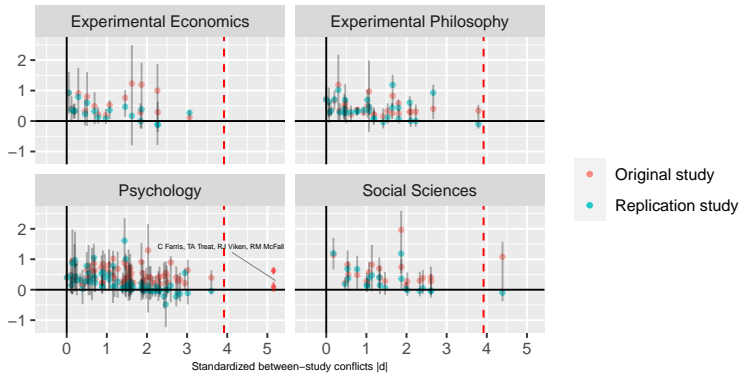 Experimental Economics
Experimental Philosophy
2
1
0
−1
Psychology
Social Sciences
C Farris, TA Treat, RJ Viken, RM McFall
2
1
0
−1
0 1 2 3 4 5 0 1 2 3 4 5
Standardized between−study conflicts |d|
Original study
Replication study